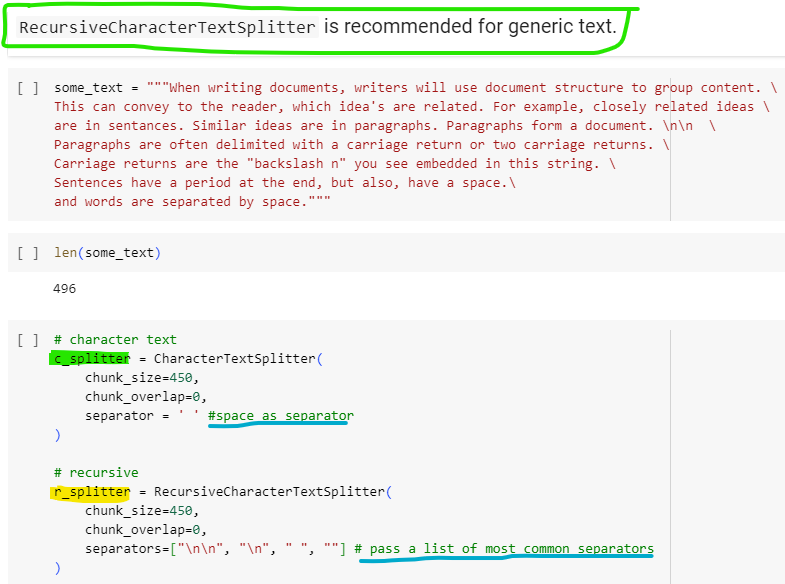 RecursiveCharacterTextSplitter is recommended for generic text.
[ ] some_text = """When writing documents, writers will use document structure to group content. \
This can convey to the reader, which idea's are related. For example, closely related ideas \
are in sentances. Similar ideas are in paragraphs. Paragraphs form a document. \n\n  \
Paragraphs are often delimited with a carriage return or two carriage returns. \
Carriage returns are the "backslash n" you see embedded in this string. \
Sentences have a period at the end, but also, have a space.\
and words are separated by space."""
[ ] len(some_text)
496
[ ] # character text
c_splitter = CharacterTextSplitter(
chunk_size=450,
chunk_overlap=0,
separator = ' ' #space as separator
)
# recursive
r_splitter = RecursiveCharacterTextSplitter(
chunk_size=450,
chunk_overlap=0,
separators=["\n\n", "\n", " ", ""] # pass a list of most common separators
)